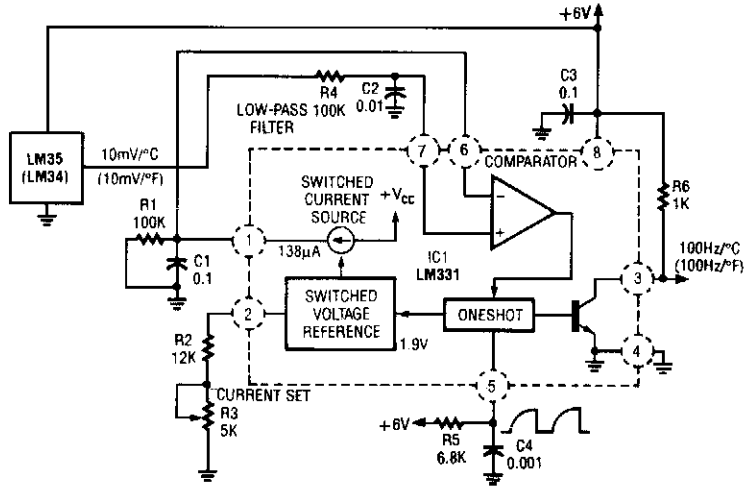 +6V
C3
0.1
C2
0.01
R4
100K
LOW-PASS
FILTER
LM35
(LM34)
10mV/°C
(10mV/°F)
7
6
COMPARATOR
8
SWITCHED
CURRENT
SOURCE
+VCC
R6
1K
R1
100K
C1
0.1
1
138µA
−
+
IC1
LM331
100Hz/°C
(100Hz/°F)
3
2
SWITCHED
VOLTAGE
REFERENCE
1.9V
ONESHOT
4
R2
12K
CURRENT SET
R3
5K
5
+6V
R5
6.8K
C4
0.001